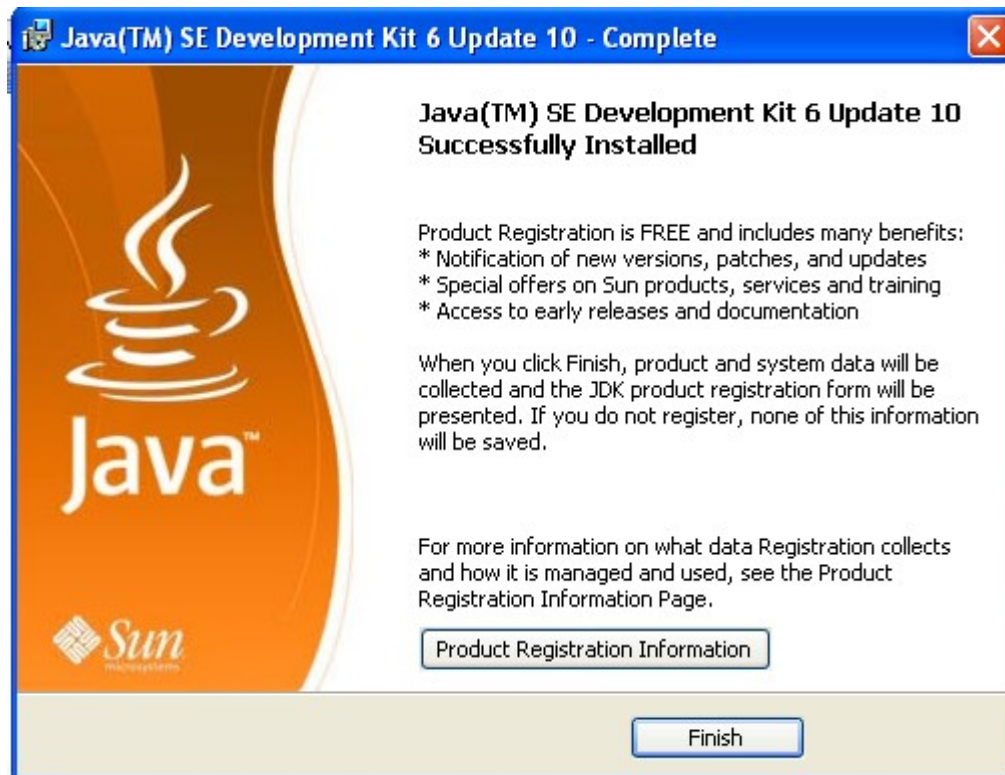 Java(TM) SE Development Kit 6 Update 10 - Complete
Java(TM) SE Development Kit 6 Update 10
Successfully Installed
Product Registration is FREE and includes many benefits:
* Notification of new versions, patches, and updates
* Special offers on Sun products, services and training
* Access to early releases and documentation
When you click Finish, product and system data will be
collected and the JDK product registration form will be
presented. If you do not register, none of this information
will be saved.
Java™
For more information on what data Registration collects
and how it is managed and used, see the Product
Registration Information Page.
Sun
microsystems
Product Registration Information
Finish